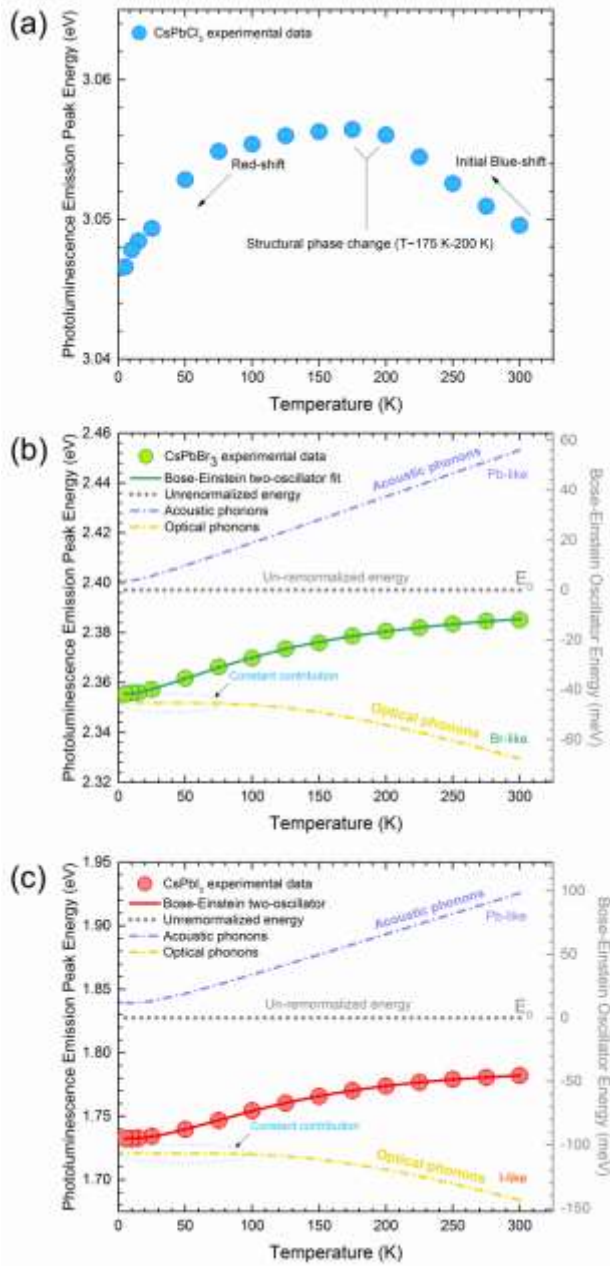 (a)
CsPbCl3 experimental data
Photoluminescence Emission Peak Energy (eV)
3.06
3.05
3.04
Red-shift
Initial Blue-shift
Structural phase change (T~175 K-200 K)
0 50 100 150 200 250 300
Temperature (K)
(b)
CsPbBr3 experimental data
Bose-Einstein two-oscillator fit
Unrenormalized energy
Acoustic phonons
Optical phonons
Photoluminescence Emission Peak Energy (eV)
2.46
2.44
2.42
2.40
2.38
2.36
2.34
2.32
Acoustic phonons
Pb-like
Un-remormalized energy
E0
Constant contribution
Optical phonons
Br-like
60
40
20
0
-20
-40
-60
Bose-Einstein Oscillator Energy (meV)
0 50 100 150 200 250 300
Temperature (K)
(c)
CsPbI3 experimental data
Bose-Einstein two-oscillator
Unrenormalized energy
Acoustic phonons
Optical phonons
Photoluminescence Emission Peak Energy (eV)
1.95
1.90
1.85
1.80
1.75
1.70
Acoustic phonons
Pb-like
Un-remormalized energy
E0
Constant contribution
Optical phonons
I-like
100
50
0
-50
-100
-150
Bose-Einstein Oscillator Energy (meV)
0 50 100 150 200 250 300
Temperature (K)